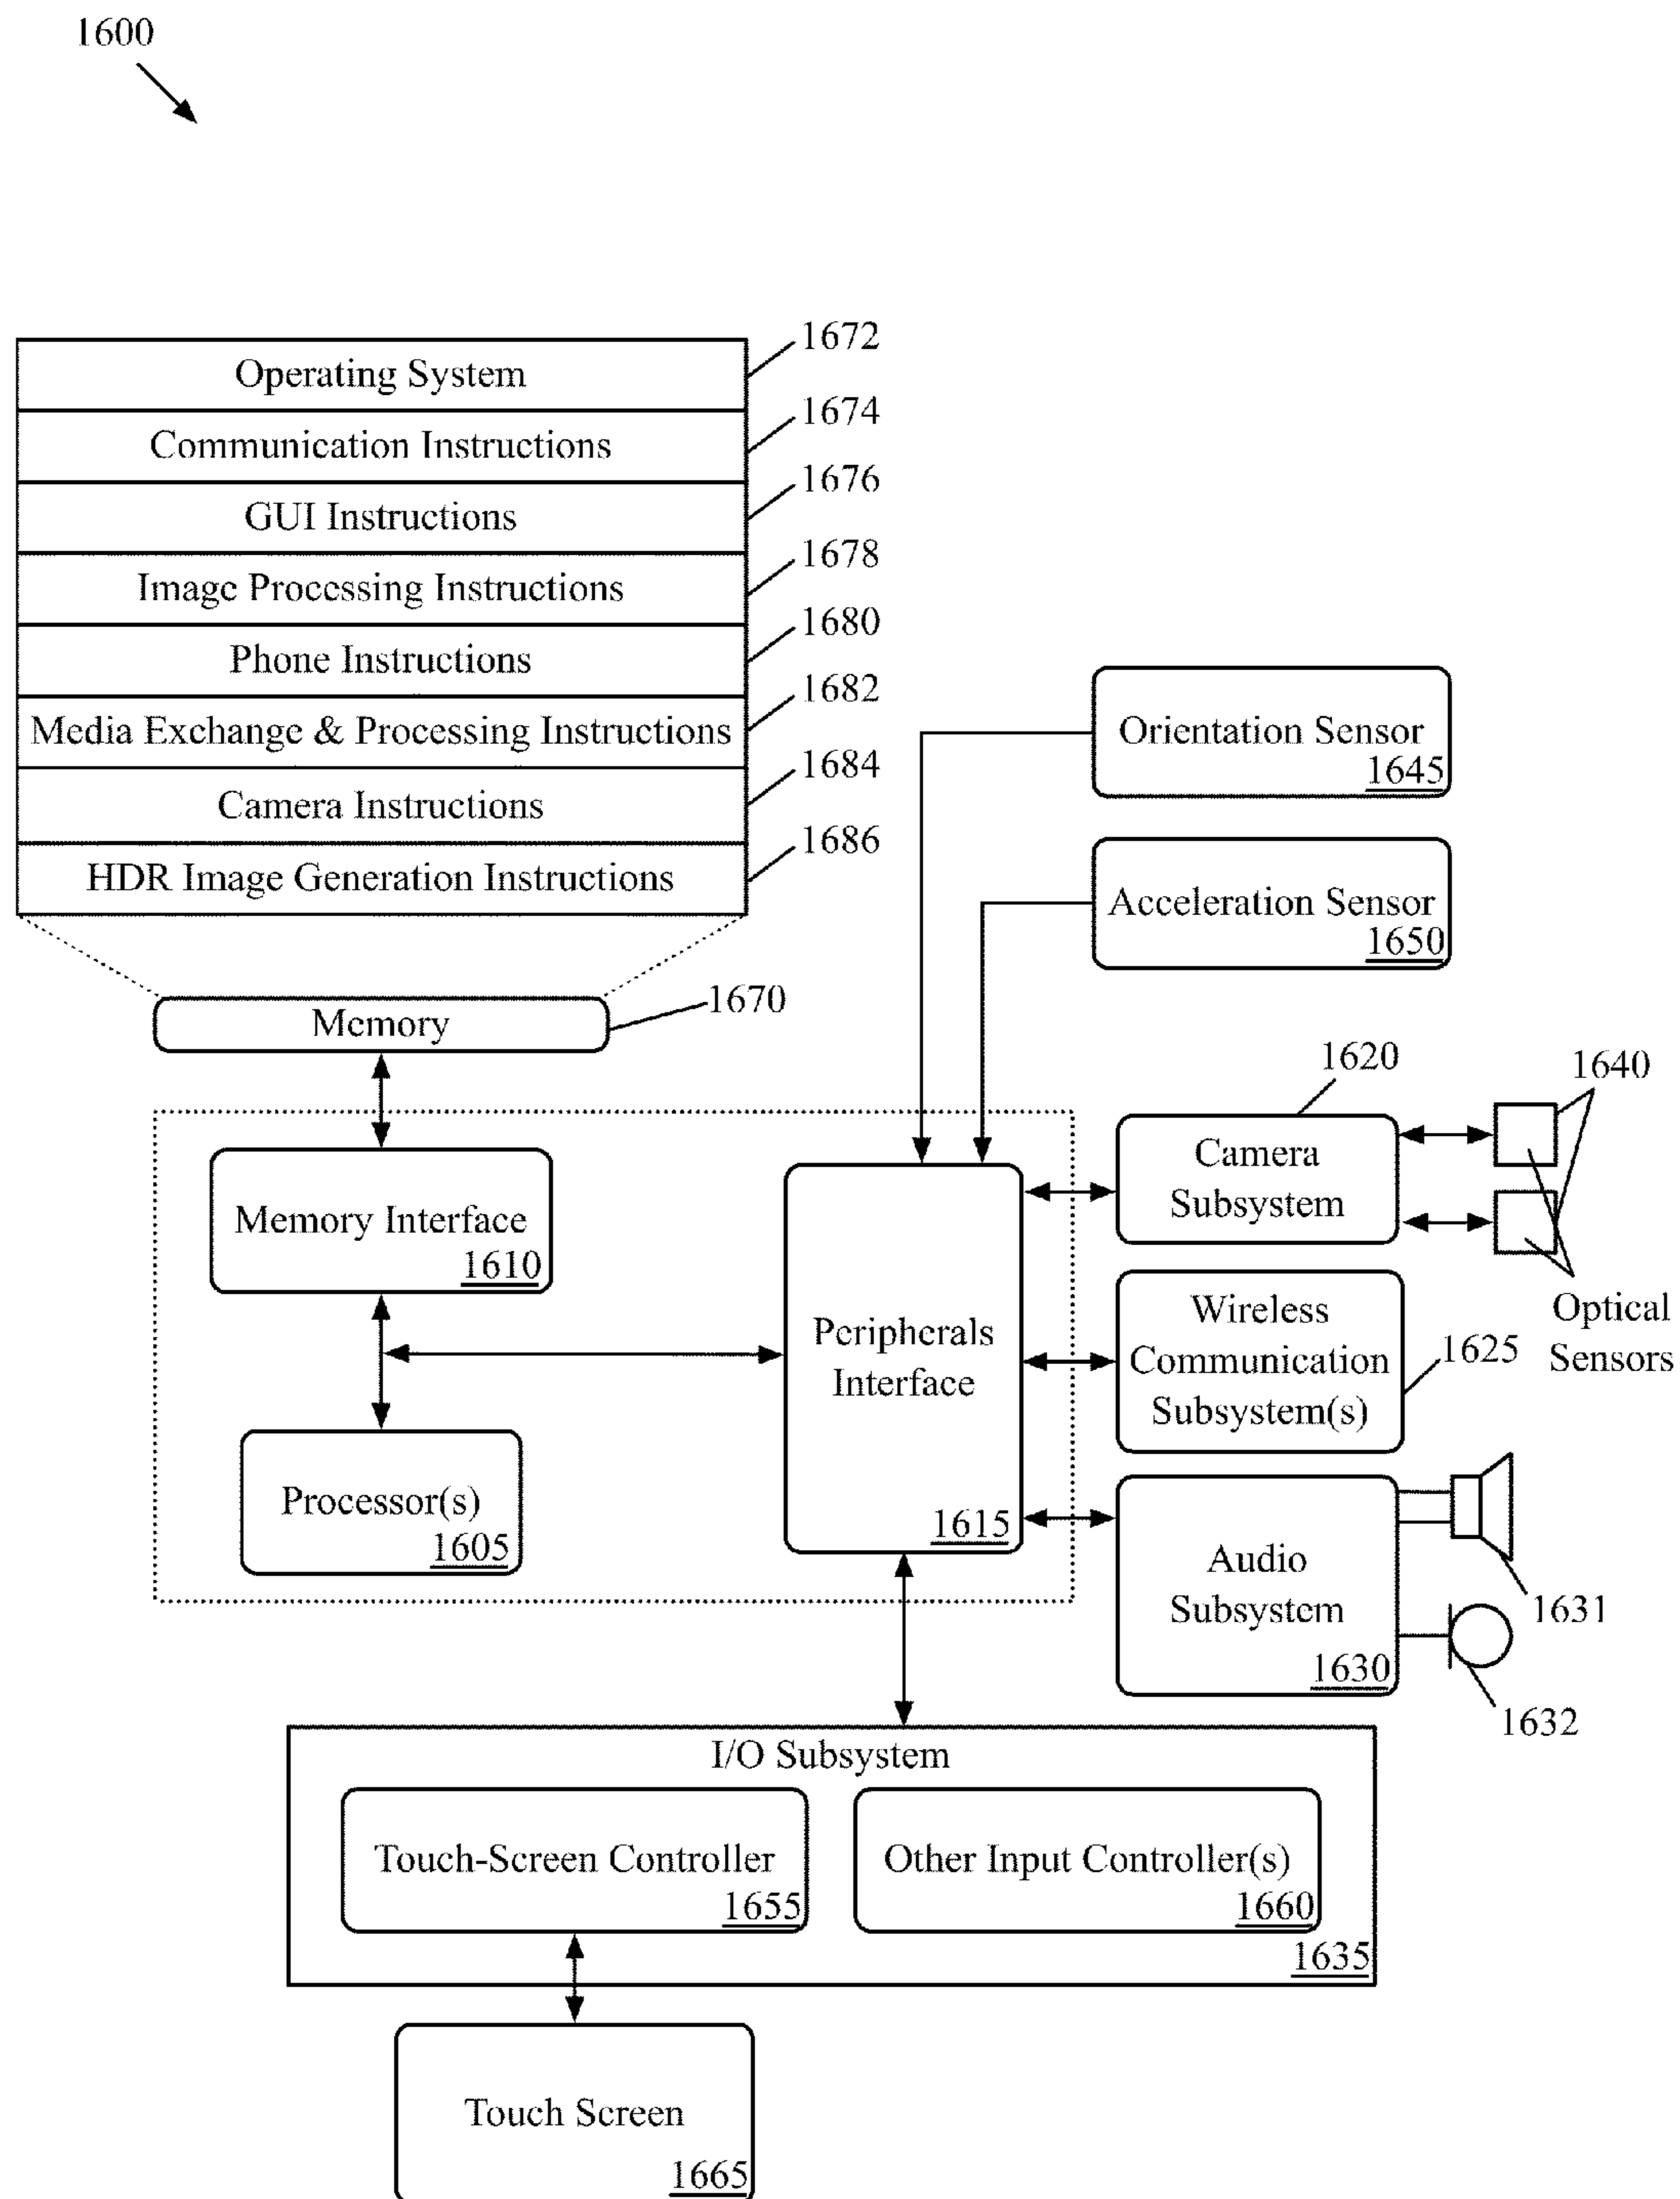 1600
Operating System
1672
Communication Instructions
1674
GUI Instructions
1676
Image Processing Instructions
1678
Phone Instructions
1680
Media Exchange & Processing Instructions
1682
Camera Instructions
1684
HDR Image Generation Instructions
1686
Memory
1670
Orientation Sensor
1645
Acceleration Sensor
1650
Memory Interface
1610
Processor(s)
1605
Peripherals
Interface
1615
1620
Camera
Subsystem
1640
Optical
Sensors
Wireless
Communication
Subsystem(s)
1625
Audio
Subsystem
1630
1631
1632
I/O Subsystem
Touch-Screen Controller
1655
Other Input Controller(s)
1660
1635
Touch Screen
1665